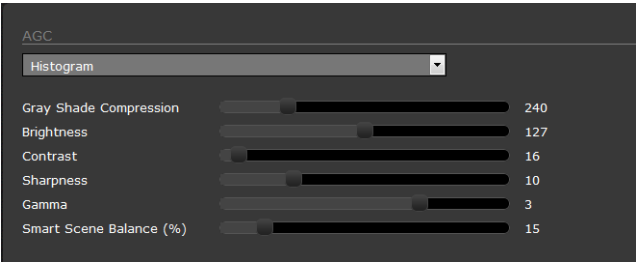 AGC
Histogram
Gray Shade Compression 240
Brightness 127
Contrast 16
Sharpness 10
Gamma 3
Smart Scene Balance (%) 15